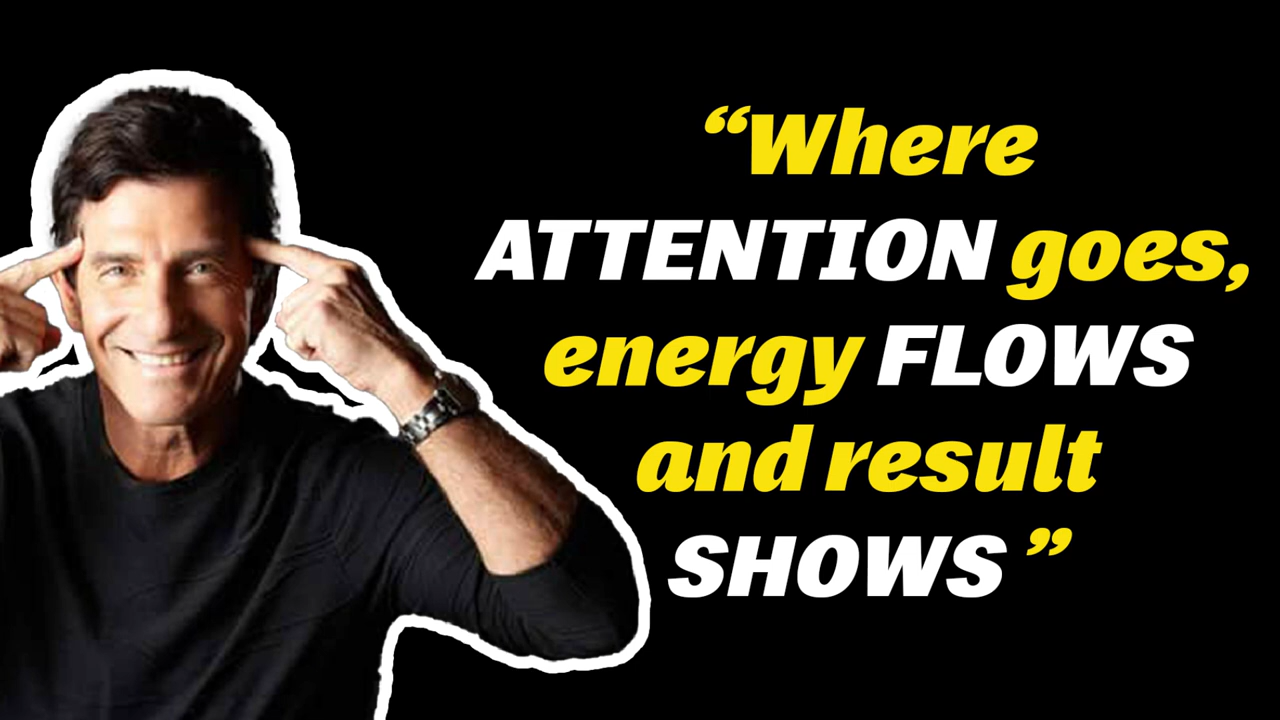 “Where
ATTENTION goes,
energy FLOWS
and result
SHOWS ”